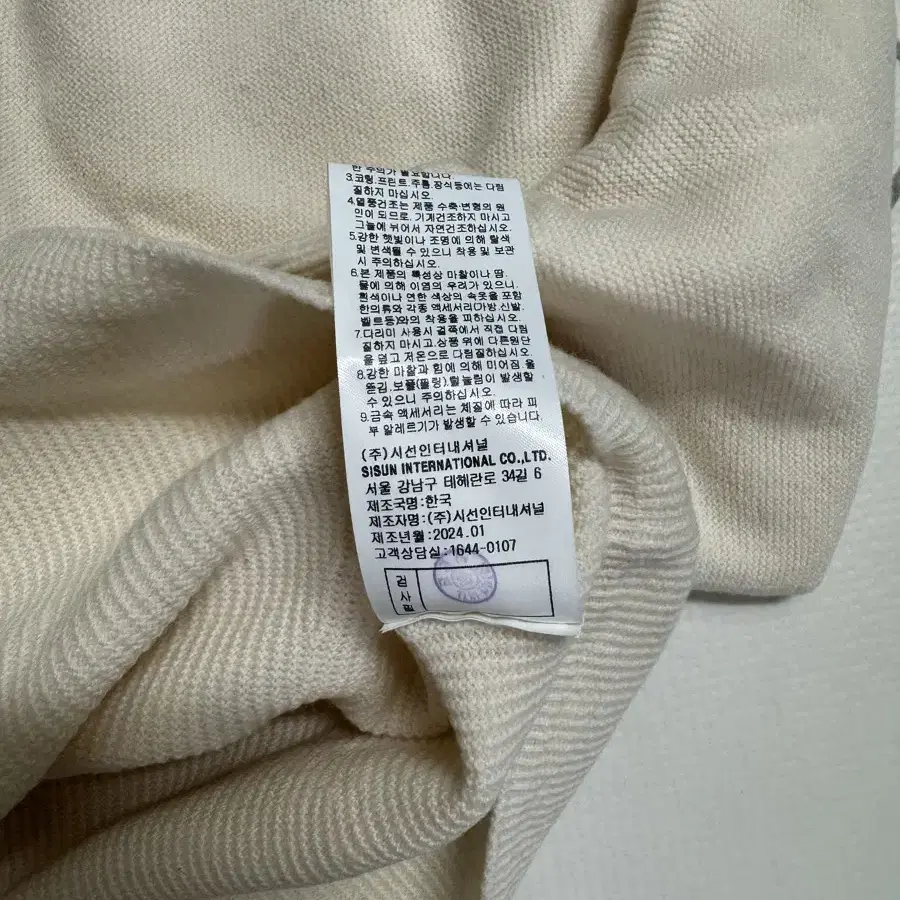 한 주의가 필요합니다.
3.코팅.프린트.주름.장식등에는 다림
질하지 마십시오.
4.열풍건조는 제품 수축·변형의 원
인이 되므로, 기계건조하지 마시고
그늘에 뉘어서 자연건조하십시오.
5.강한 햇빛이나 조명에 의해 탈색
및 변색될 수 있으니 착용 및 보관
시 주의하십시오.
6.본 제품의 특성상 마찰이나 땀.
물에 의해 이염의 우려가 있으니.
흰색이나 연한 색상의 속옷을 포함
한의류와 각종 액세서리(가방.신발.
벨트등)와의 착용을 피하십시오.
7.다리미 사용시 겉쪽에서 직접 다림
질하지 마시고.상품 위에 다른원단
을 덮고 저온으로 다림질하십시오.
8.강한 마찰과 힘에 의해 미어짐 올
뜯김.보풀(필링).털눌림이 발생할
수 있으니 주의하십시오.
9.금속 액세서리는 체질에 따라 피
부 알레르기가 발생할 수 있습니다.
(주)시선인터내셔널
SISUN INTERNATIONAL CO.,LTD.
서울 강남구 테헤란로 34길 6
제조국명:한국
제조자명:(주)시선인터내셔널
제조년월:2024.01
고객상담실:1644-0107
검사필